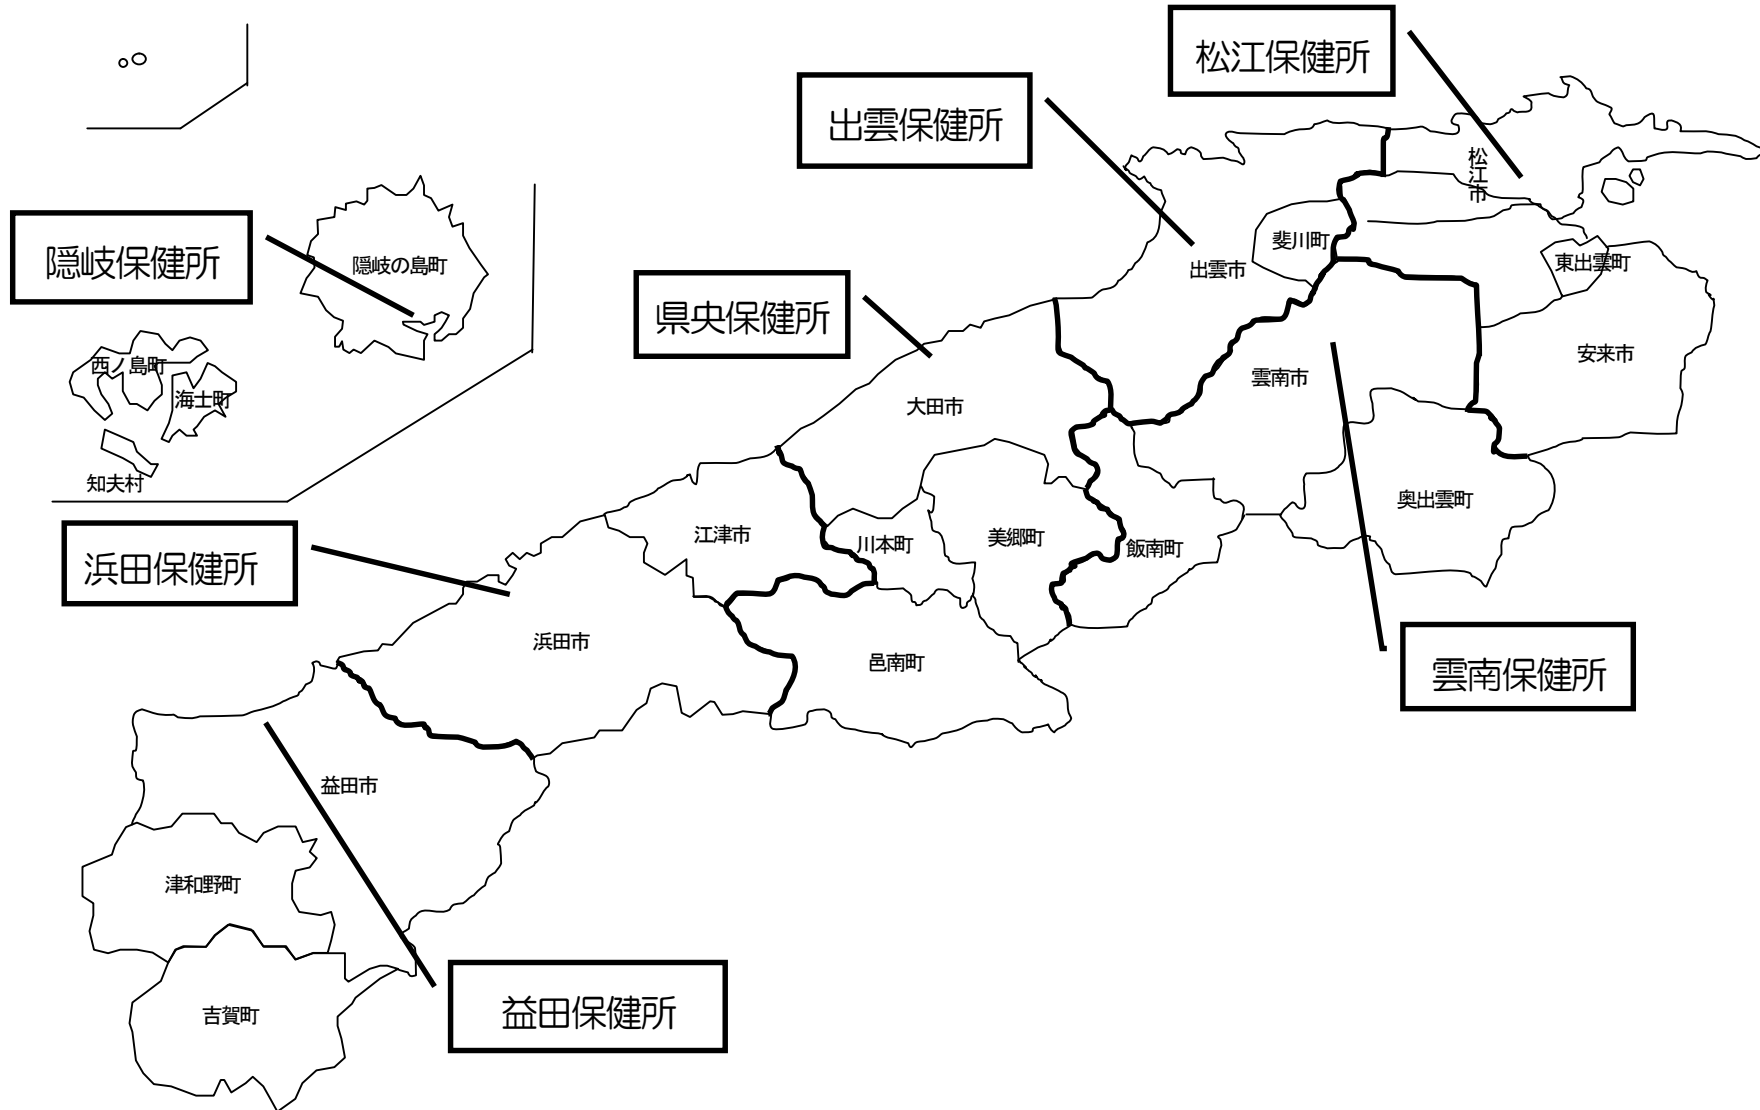 松江保健所
出雲保健所
松江市
隠岐保健所
隠岐の島町
斐川町
出雲市
東出雲町
県央保健所
西ノ島町
海士町
安来市
雲南市
大田市
知夫村
奥出雲町
江津市
川本町
美郷町
飯南町
浜田保健所
浜田市
邑南町
雲南保健所
益田市
津和野町
吉賀町
益田保健所